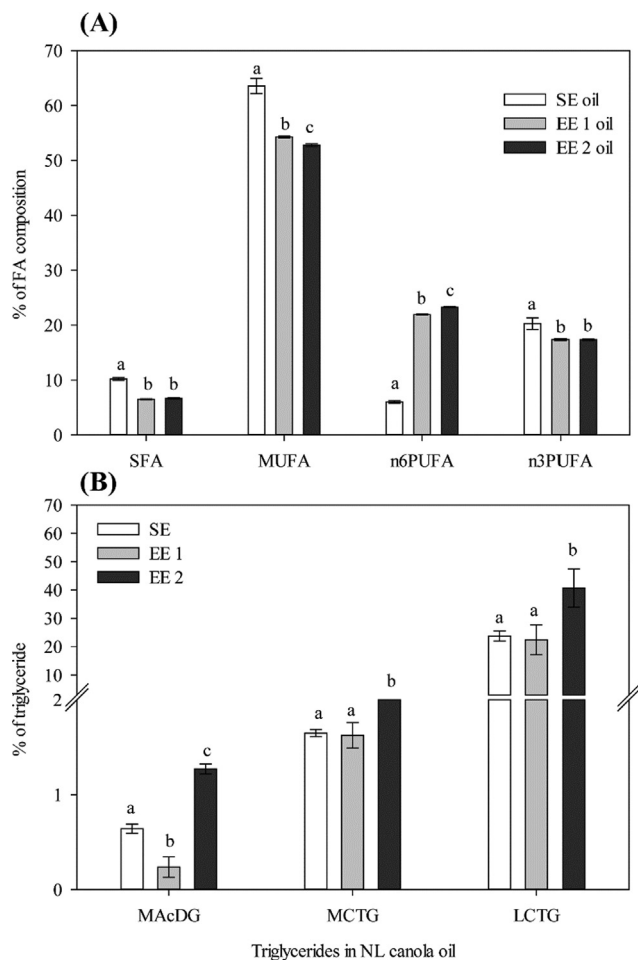 (A)
70
60
50
40
30
20
10
0
% of FA composition
a
b
b
a
b
c
a
b
c
a
b
b
SE oil
EE 1 oil
EE 2 oil
SFA
MUFA
n6PUFA
n3PUFA
(B)
70
60
50
40
30
20
10
2
1
0
% of triglyceride
SE
EE 1
EE 2
a
b
c
a
a
b
a
a
b
MAcDG
MCTG
LCTG
Triglycerides in NL canola oil